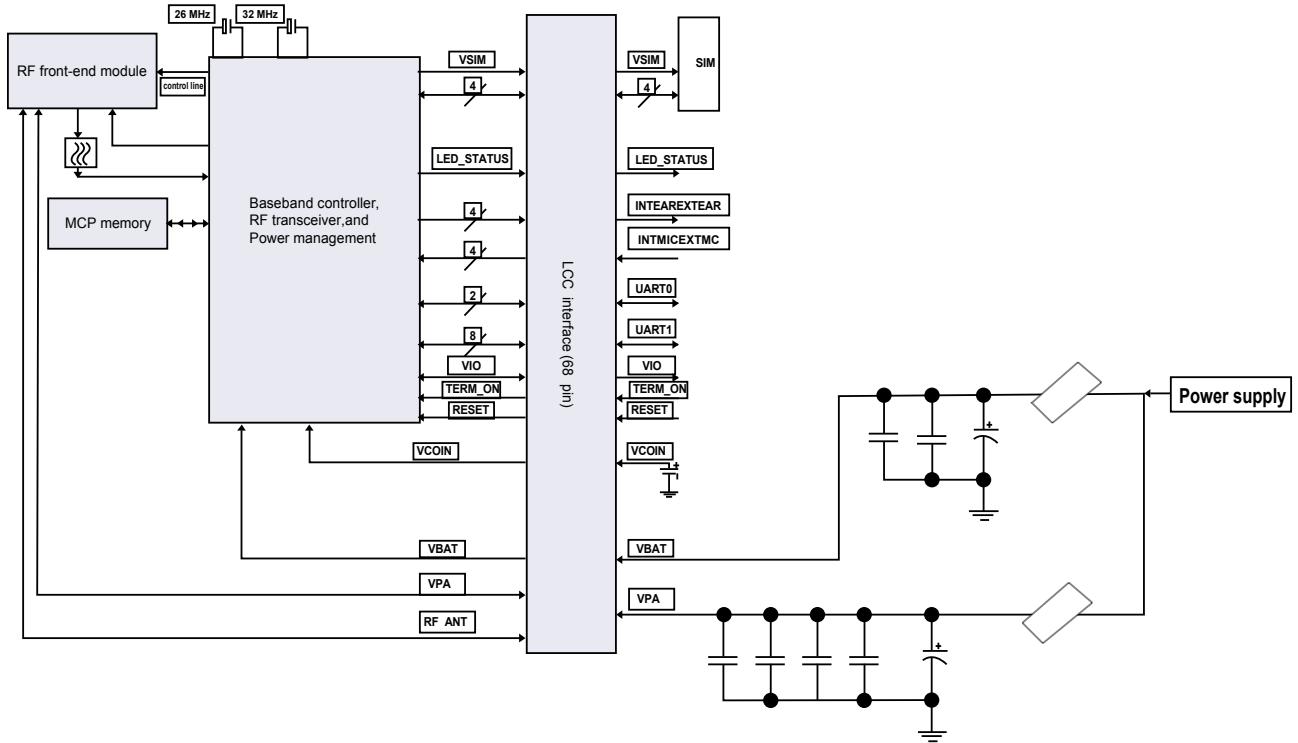 26 MHz
32 MHz
RF front-end module
control line
VSIM
VSIM
SIM
4
4
LED_STATUS
LED_STATUS
MCP memory
Baseband controller,
RF transceiver,and
Power management
4
INTEAREXTEAR
4
INTMICEXTMC
LCC interface (68 pin)
2
UART0
8
UART1
VIO
VIO
TERM_ON
TERM_ON
RESET
RESET
Power supply
+
VCOIN
VCOIN
+
VBAT
VBAT
VPA
VPA
RF ANT
+